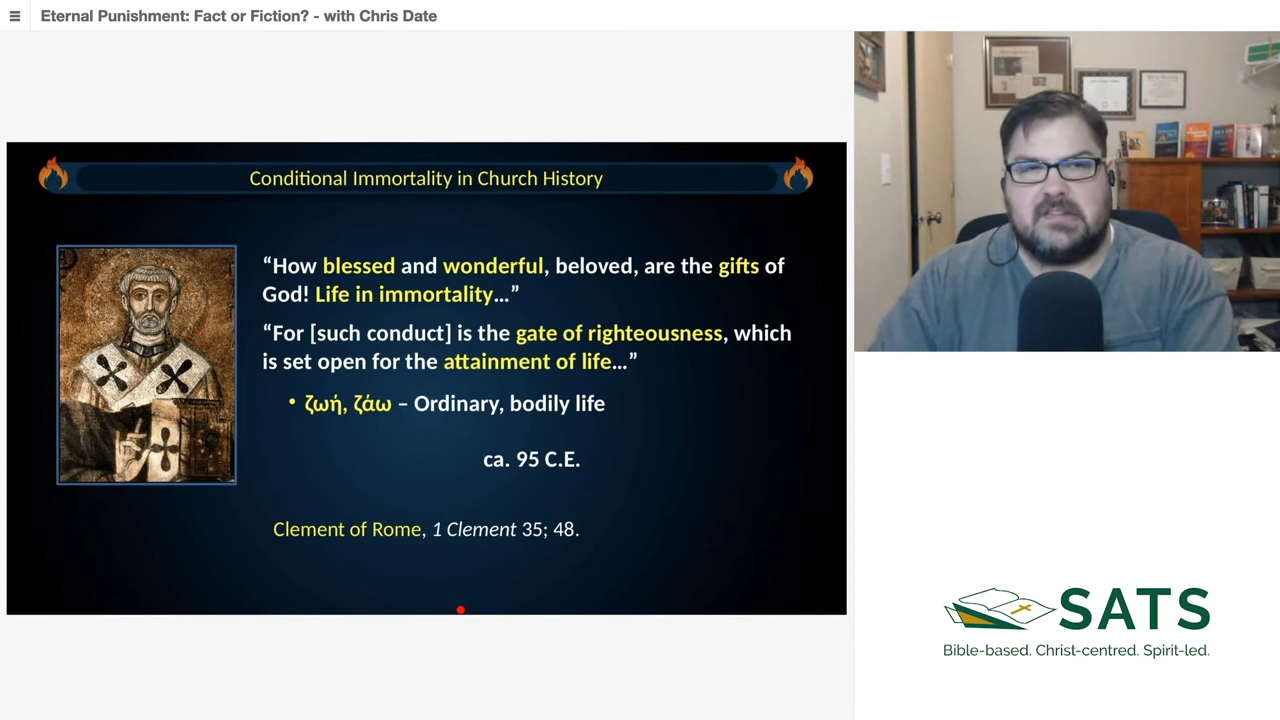 Eternal Punishment: Fact or Fiction? - with Chris Date
Conditional Immortality in Church History
“How blessed and wonderful, beloved, are the gifts of
God! Life in immortality…”
“For [such conduct] is the gate of righteousness, which
is set open for the attainment of life…”
• ζωή, ζάω – Ordinary, bodily life
ca. 95 C.E.
Clement of Rome, 1 Clement 35; 48.
SATS
Bible-based. Christ-centred. Spirit-led.